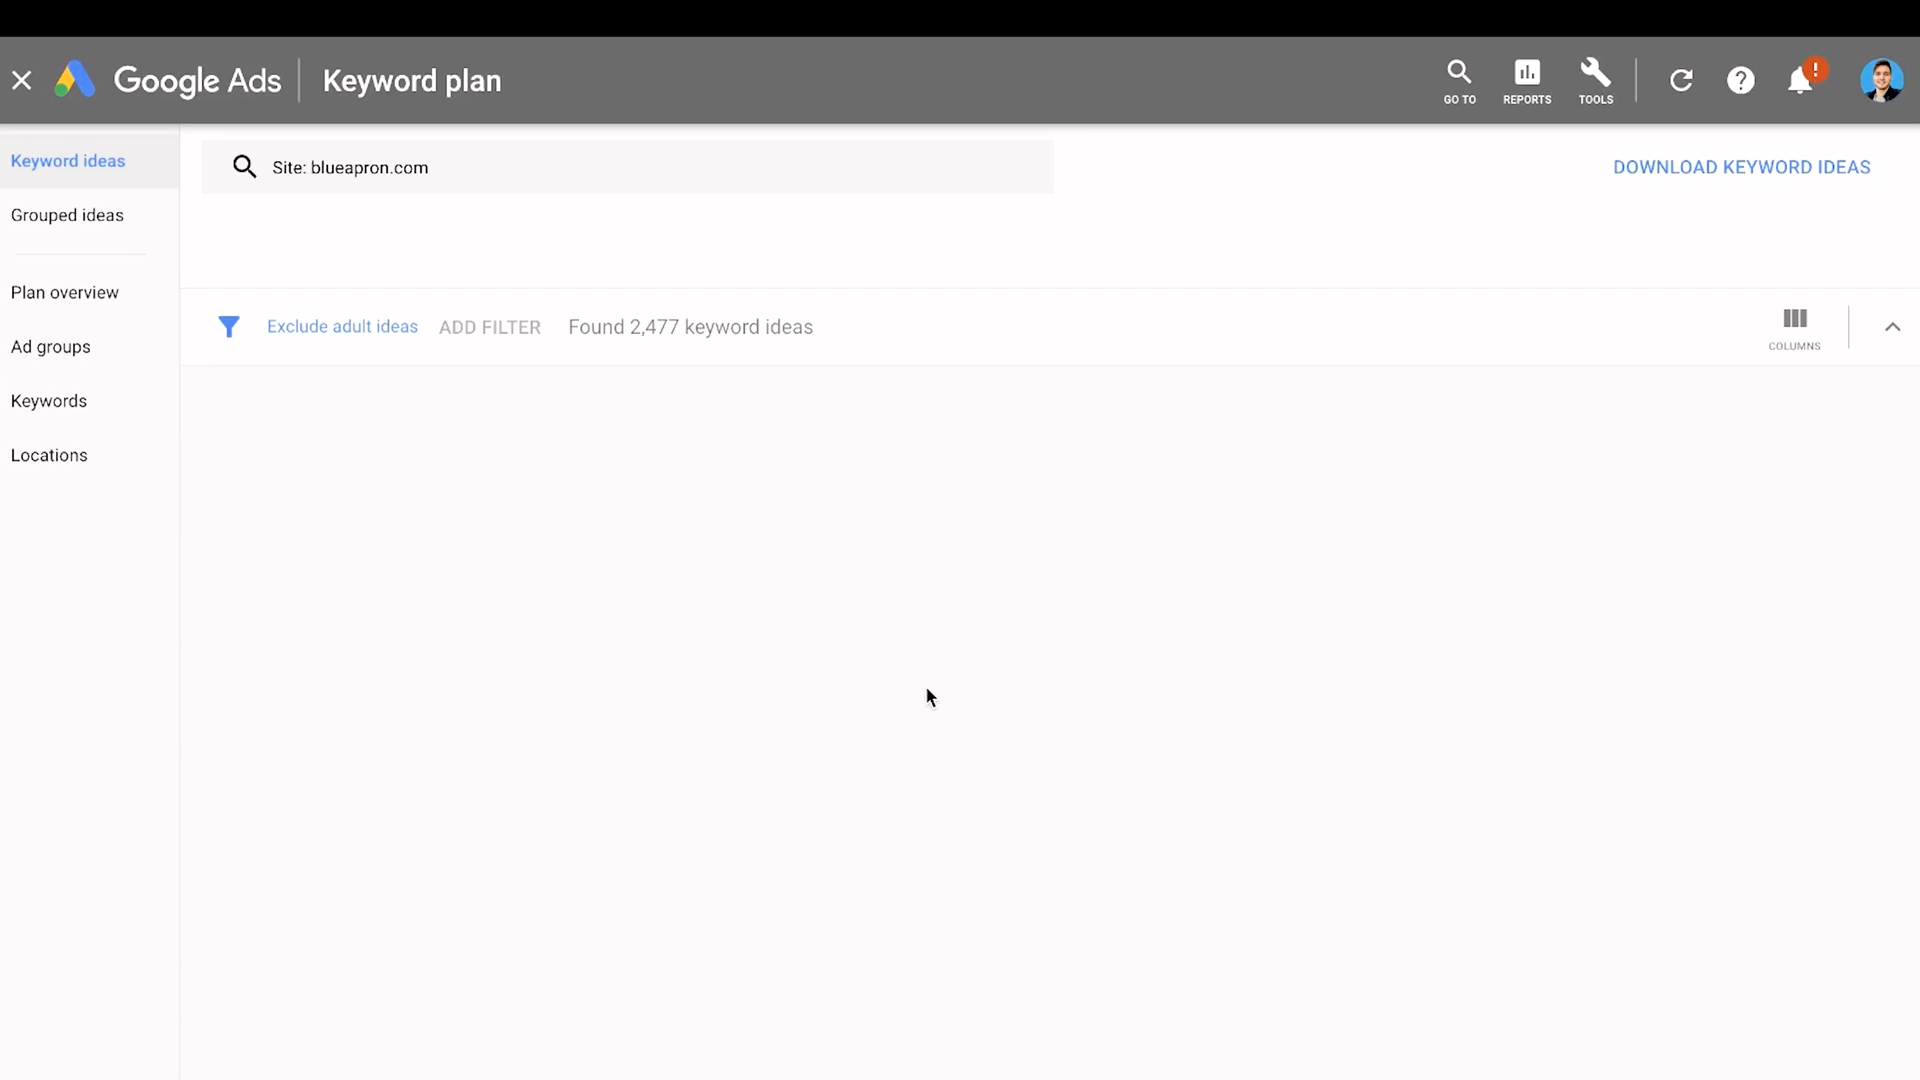 Google Ads
Keyword plan
GO TO
REPORTS
TOOLS
!
Keyword ideas
Grouped ideas
Plan overview
Ad groups
Keywords
Locations
Site: blueapron.com
DOWNLOAD KEYWORD IDEAS
Exclude adult ideas
ADD FILTER
Found 2,477 keyword ideas
COLUMNS